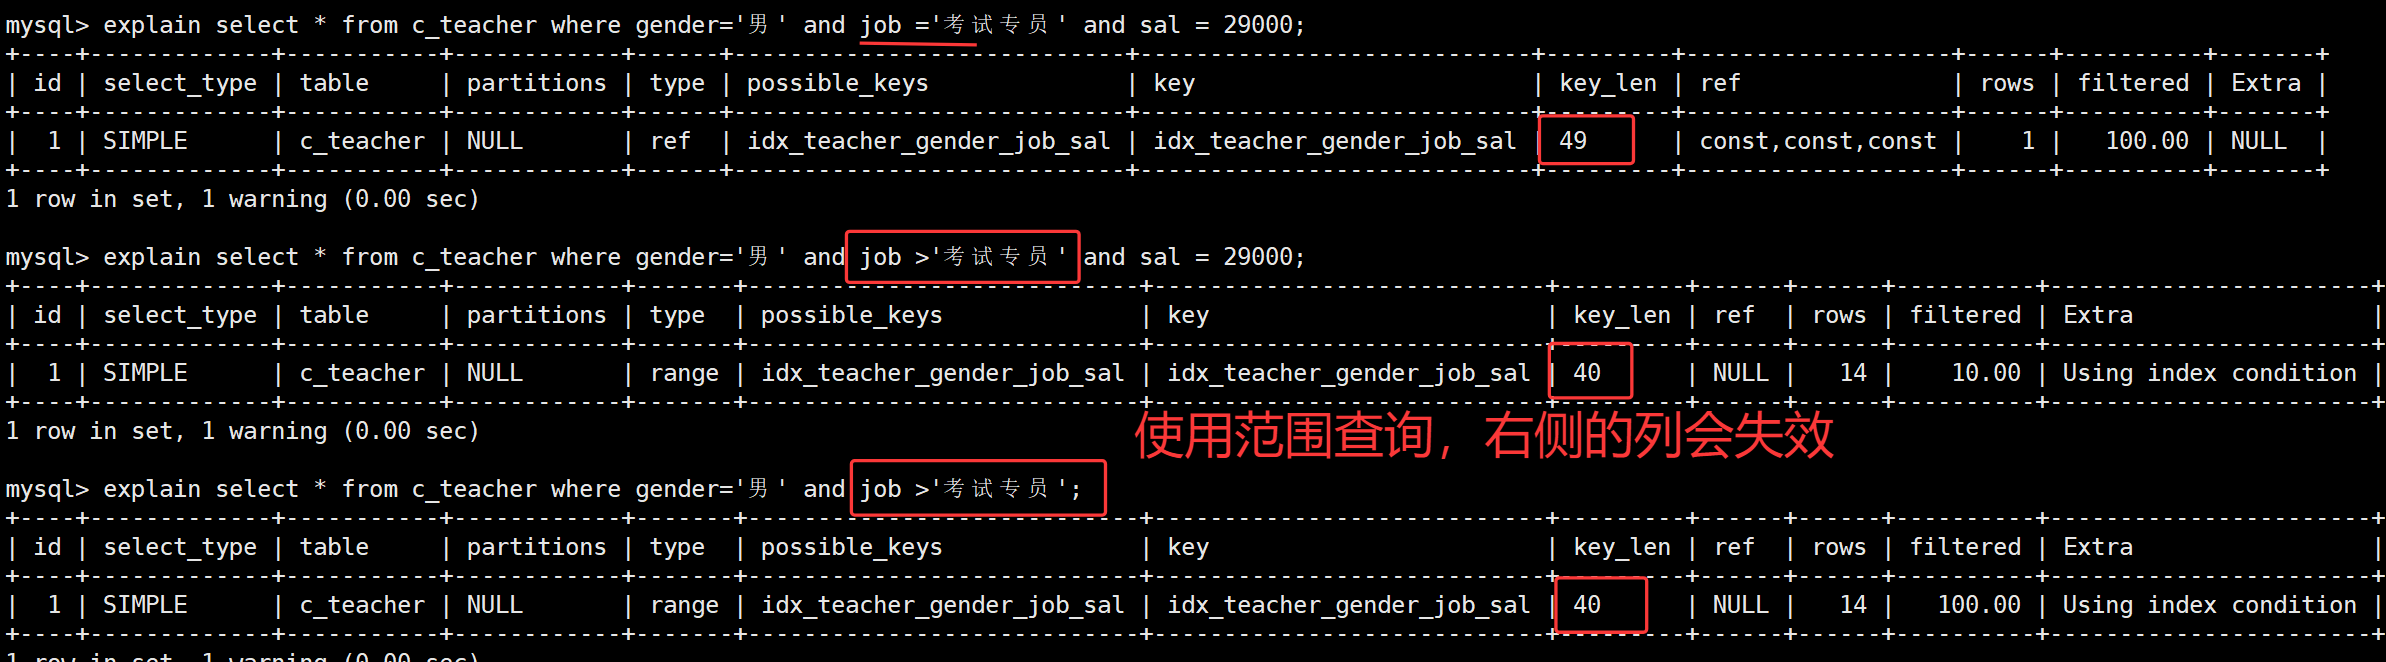 mysql> explain select * from c_teacher where gender='男' and job ='考试专员' and sal = 29000;
+----+-------------+-----------+------------+------+----------------------------+----------------------------+---------+-------------------+------+----------+-------+
| id | select_type | table     | partitions | type | possible_keys              | key                        | key_len | ref               | rows | filtered | Extra |
+----+-------------+-----------+------------+------+----------------------------+----------------------------+---------+-------------------+------+----------+-------+
|  1 | SIMPLE      | c_teacher | NULL       | ref  | idx_teacher_gender_job_sal | idx_teacher_gender_job_sal | 49      | const,const,const |    1 |   100.00 | NULL  |
+----+-------------+-----------+------------+------+----------------------------+----------------------------+---------+-------------------+------+----------+-------+
1 row in set, 1 warning (0.00 sec)
mysql> explain select * from c_teacher where gender='男' and job >'考试专员' and sal = 29000;
+----+-------------+-----------+------------+-------+----------------------------+----------------------------+---------+------+------+----------+-----------------------+
| id | select_type | table     | partitions | type  | possible_keys              | key                        | key_len | ref  | rows | filtered | Extra                 |
+----+-------------+-----------+------------+-------+----------------------------+----------------------------+---------+------+------+----------+-----------------------+
|  1 | SIMPLE      | c_teacher | NULL       | range | idx_teacher_gender_job_sal | idx_teacher_gender_job_sal | 40      | NULL |   14 |    10.00 | Using index condition |
+----+-------------+-----------+------------+-------+----------------------------+----------------------------+---------+------+------+----------+-----------------------+
1 row in set, 1 warning (0.00 sec)
使用范围查询，右侧的列会失效
mysql> explain select * from c_teacher where gender='男' and job >'考试专员';
+----+-------------+-----------+------------+-------+----------------------------+----------------------------+---------+------+------+----------+-----------------------+
| id | select_type | table     | partitions | type  | possible_keys              | key                        | key_len | ref  | rows | filtered | Extra                 |
+----+-------------+-----------+------------+-------+----------------------------+----------------------------+---------+------+------+----------+-----------------------+
|  1 | SIMPLE      | c_teacher | NULL       | range | idx_teacher_gender_job_sal | idx_teacher_gender_job_sal | 40      | NULL |   14 |   100.00 | Using index condition |
+----+-------------+-----------+------------+-------+----------------------------+----------------------------+---------+------+------+----------+-----------------------+
1 row in set, 1 warning (0.00 sec)